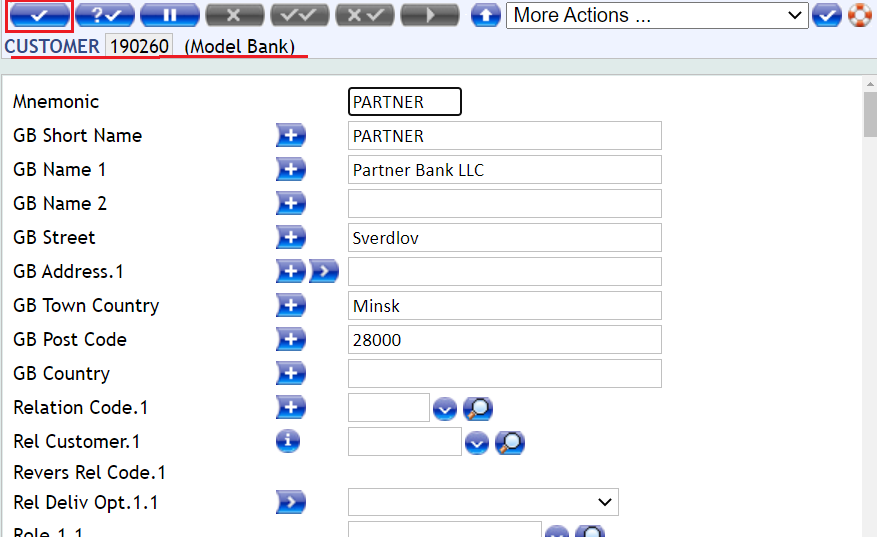 More Actions ...
CUSTOMER 190260 (Model Bank)
Mnemonic PARTNER
GB Short Name PARTNER
GB Name 1 Partner Bank LLC
GB Name 2
GB Street Sverdlov
GB Address.1
GB Town Country Minsk
GB Post Code 28000
GB Country
Relation Code.1
Rel Customer.1
Revers Rel Code.1
Rel Deliv Opt.1.1
Role.1.1